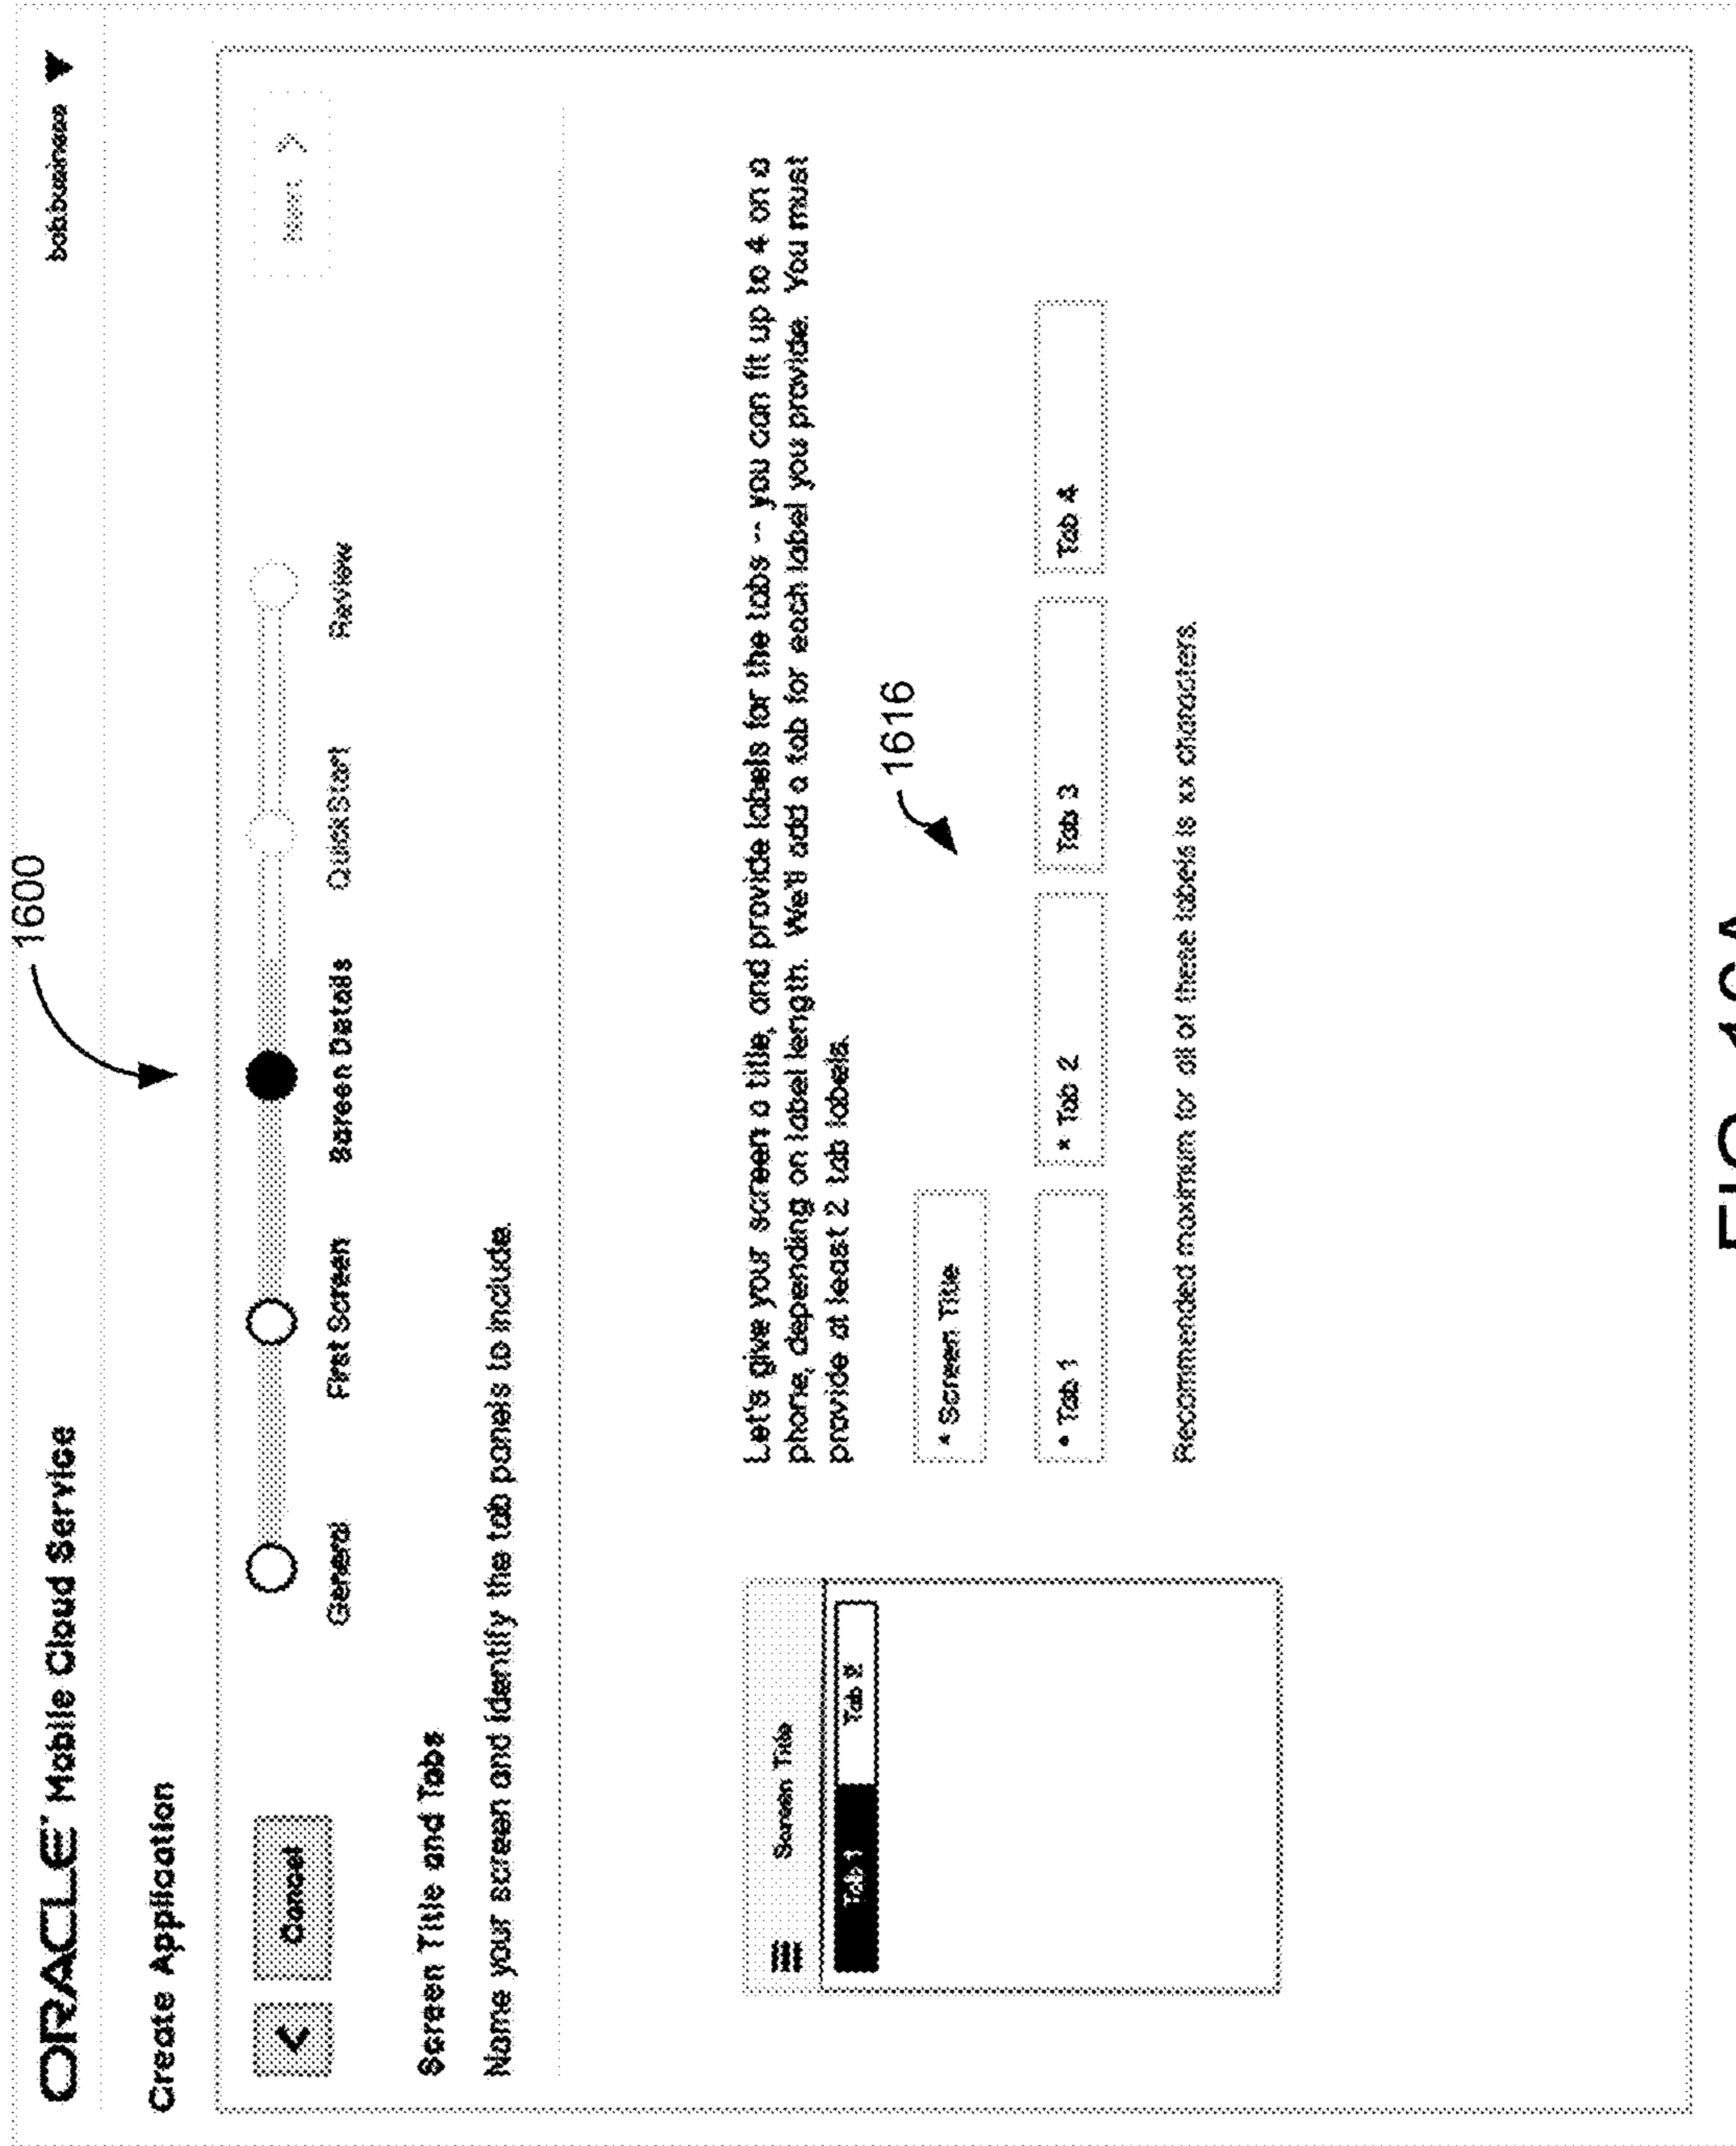 1600
ORACLE Mobile Cloud Service
bobbusiness
Create Application
Cancel
Next
General
First Screen
Screen Details
QuickStart
Review
Screen Title and Tabs
Name your screen and identify the tab panels to include.
Screen Title
Tab 1
Tab 2
Let's give your screen a title, and provide labels for the tabs -- you can fit up to 4 on a
phone, depending on label length. We'll add a tab for each label you provide. You must
provide at least 2 tab labels.
1616
* Screen Title
* Tab 1
* Tab 2
Tab 3
Tab 4
Recommended maximum for all of these labels is xx characters.